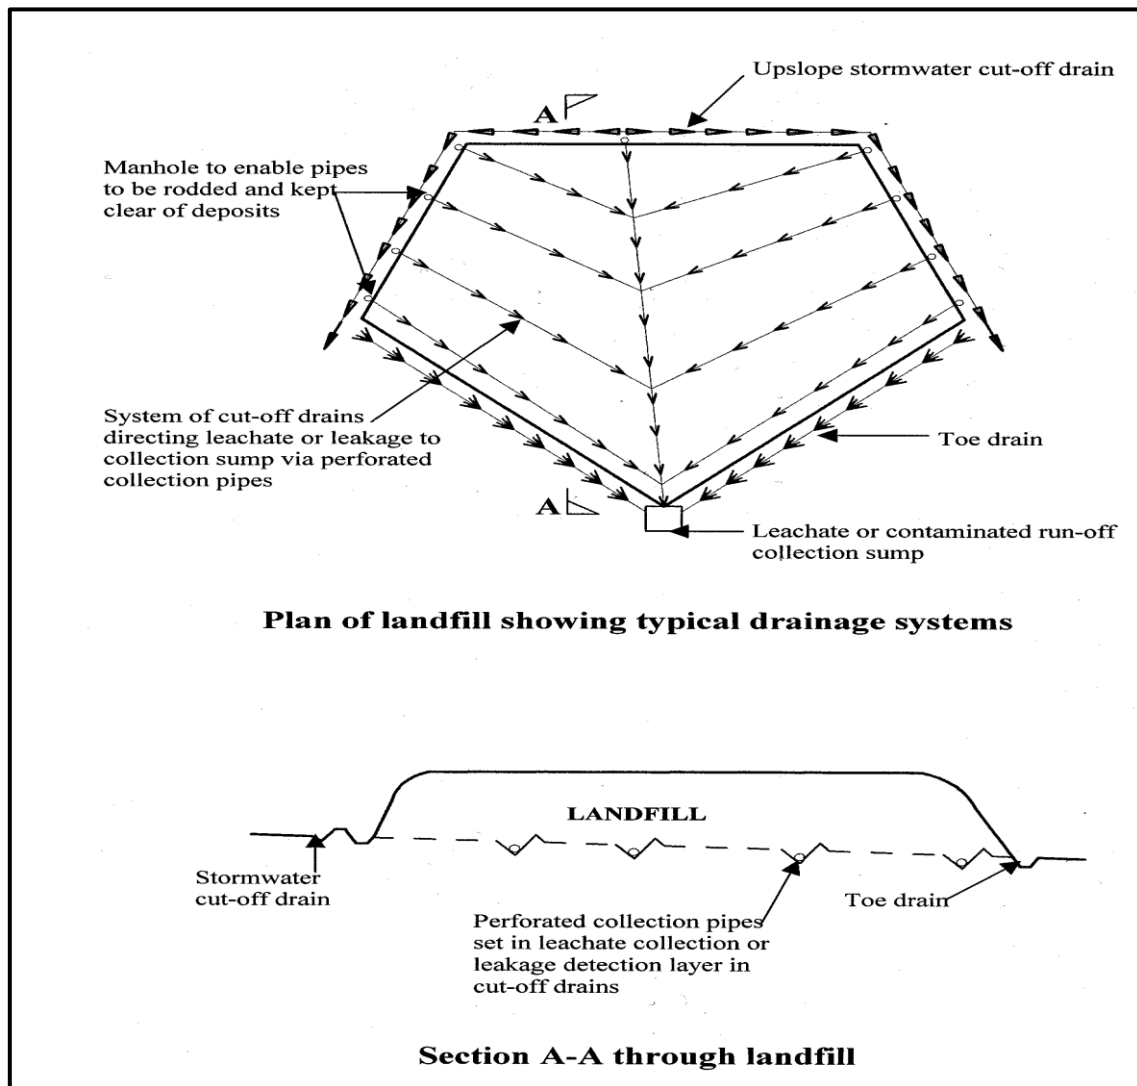 Upslope stormwater cut-off drain
A
Manhole to enable pipes
to be rodded and kept
clear of deposits
System of cut-off drains
directing leachate or leakage to
collection sump via perforated
collection pipes
Toe drain
A
Leachate or contaminated run-off
collection sump
Plan of landfill showing typical drainage systems
LANDFILL
Stormwater
cut-off drain
Perforated collection pipes
set in leachate collection or
leakage detection layer in
cut-off drains
Toe drain
Section A-A through landfill